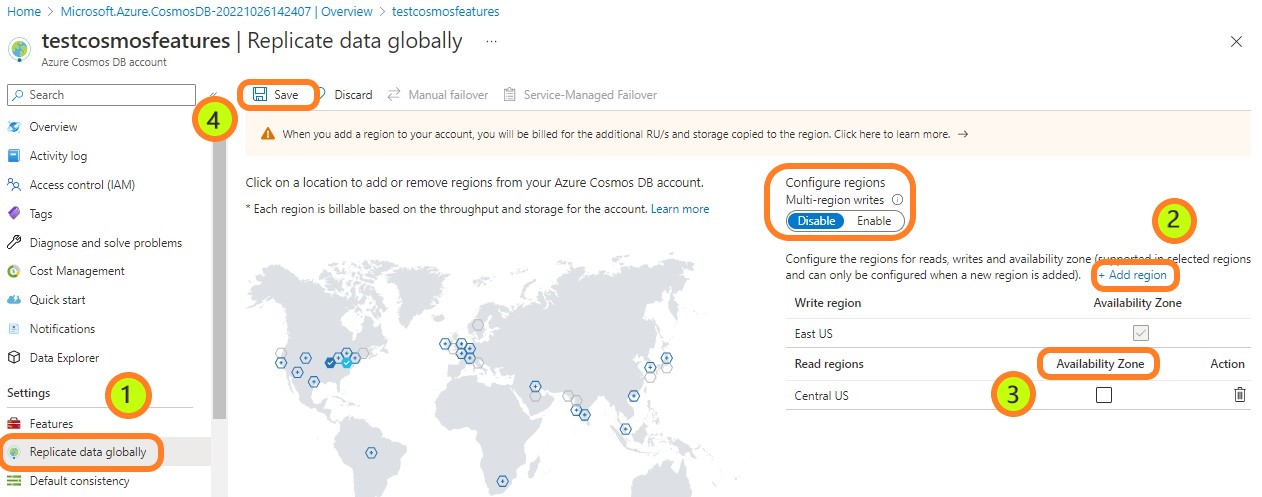 Home > Microsoft.Azure.CosmosDB-20221026142407 | Overview > testcosmosfeatures
testcosmosfeatures | Replicate data globally ...
Azure Cosmos DB account
Search
4
Save
Discard
Manual failover
Service-Managed Failover
When you add a region to your account, you will be billed for the additional RU/s and storage copied to the region. Click here to learn more. →
Overview
Activity log
Access control (IAM)
Tags
Diagnose and solve problems
Cost Management
Quick start
Notifications
Data Explorer
Settings
1
Features
Replicate data globally
Default consistency
Click on a location to add or remove regions from your Azure Cosmos DB account.
* Each region is billable based on the throughput and storage for the account. Learn more
Configure regions
Multi-region writes
Disable Enable
2
Configure the regions for reads, writes and availability zone (supported in selected regions
and can only be configured when a new region is added). + Add region
Write region Availability Zone
East US
Read regions Availability Zone Action
3
Central US